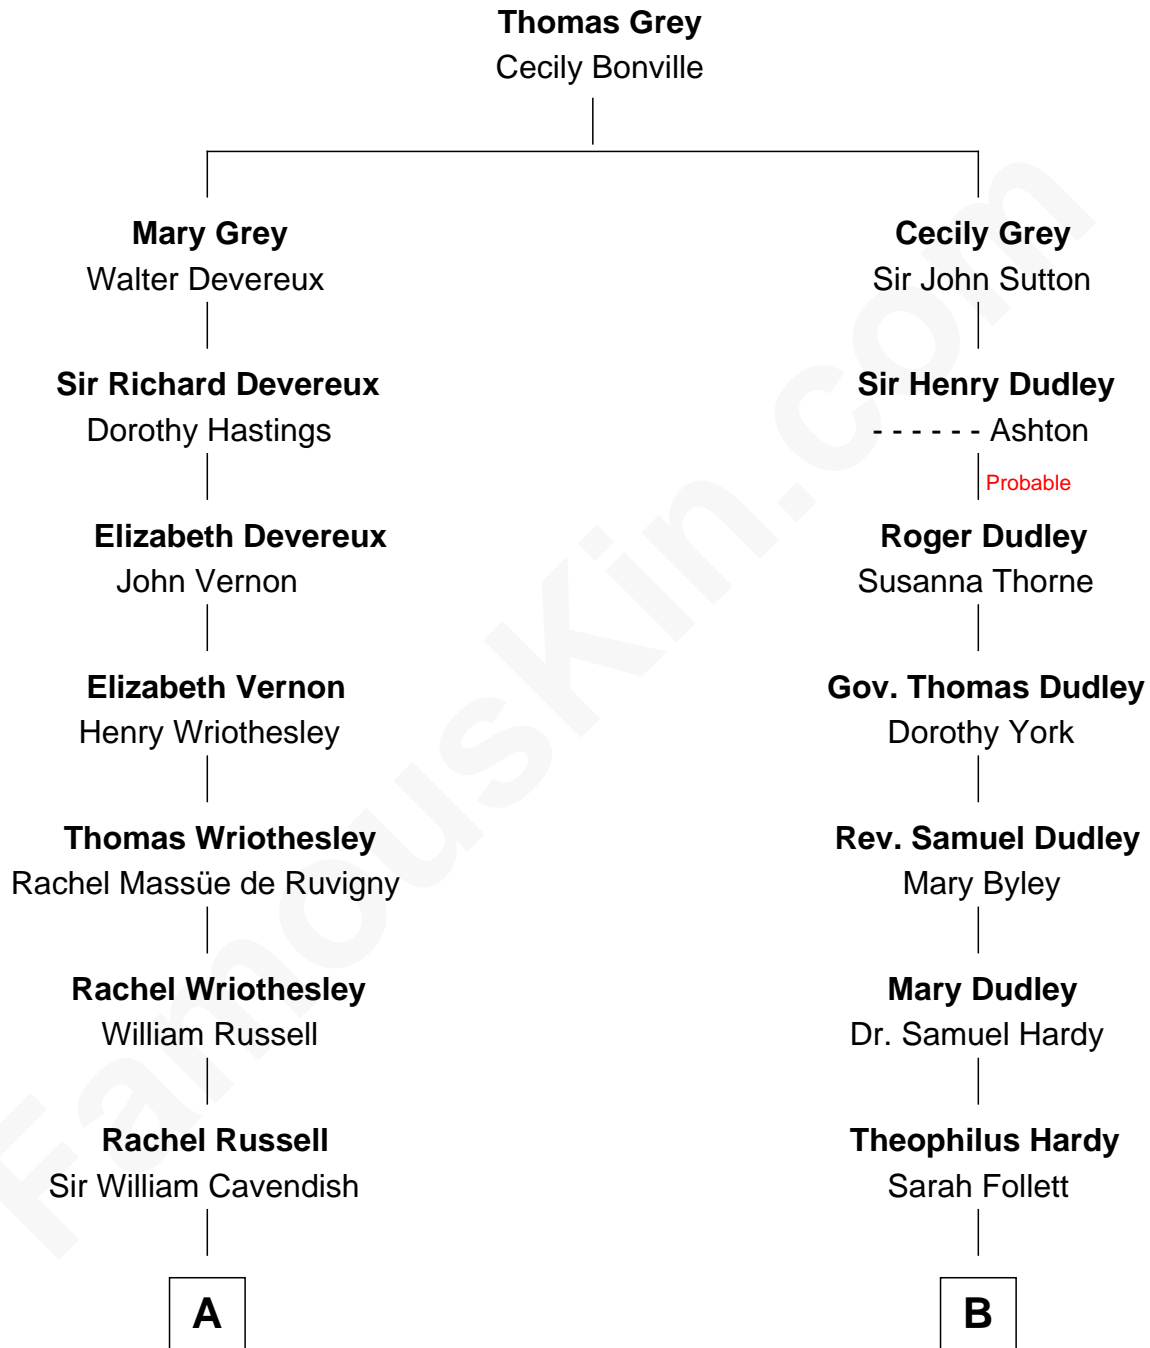 Thomas Grey
Cecily Bonville
Mary Grey
Walter Devereux
Sir Richard Devereux
Dorothy Hastings
Elizabeth Devereux
John Vernon
Elizabeth Vernon
Henry Wriothesley
Thomas Wriothesley
Rachel Massüe de Ruvigny
Rachel Wriothesley
William Russell
Rachel Russell
Sir William Cavendish
A
Cecily Grey
Sir John Sutton
Sir Henry Dudley
- - - - - - Ashton
Probable
Roger Dudley
Susanna Thorne
Gov. Thomas Dudley
Dorothy York
Rev. Samuel Dudley
Mary Byley
Mary Dudley
Dr. Samuel Hardy
Theophilus Hardy
Sarah Follett
B
FamousKin.com